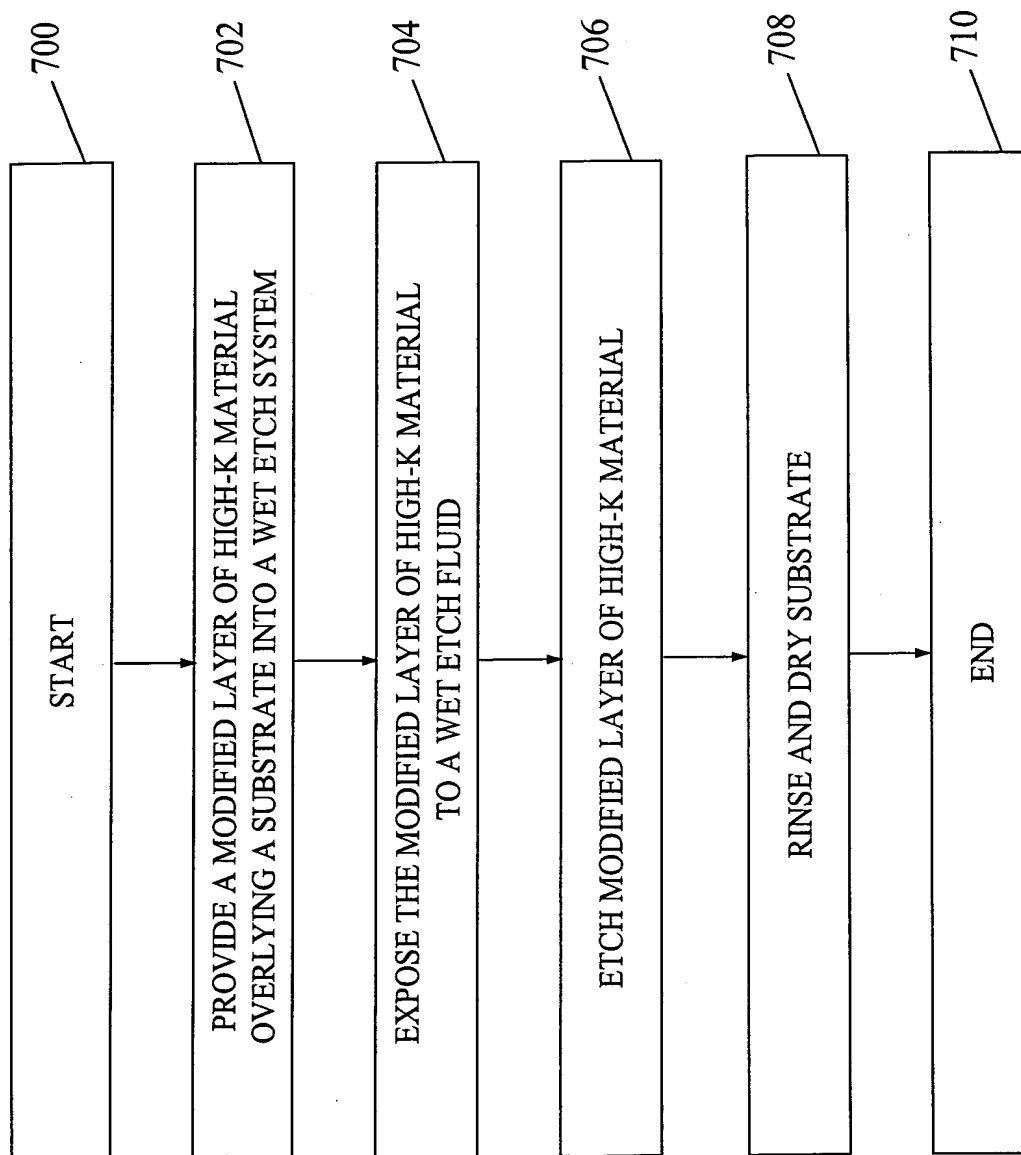 START
700
PROVIDE A MODIFIED LAYER OF HIGH-K MATERIAL
OVERLYING A SUBSTRATE INTO A WET ETCH SYSTEM
702
EXPOSE THE MODIFIED LAYER OF HIGH-K MATERIAL
TO A WET ETCH FLUID
704
ETCH MODIFIED LAYER OF HIGH-K MATERIAL
706
RINSE AND DRY SUBSTRATE
708
END
710